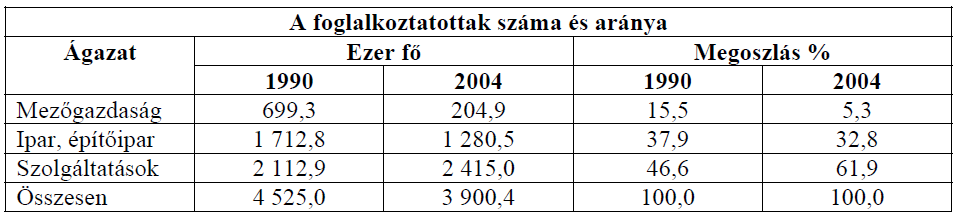 A foglalkoztatottak száma és aránya
Ágazat Ezer fő Megoszlás %
1990 2004 1990 2004
Mezőgazdaság 699,3 204,9 15,5 5,3
Ipar, építőipar 1 712,8 1 280,5 37,9 32,8
Szolgáltatások 2 112,9 2 415,0 46,6 61,9
Összesen 4 525,0 3 900,4 100,0 100,0